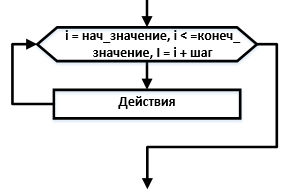 i = нач_значение, i < =конеч_
значение, I = i + шаг
Действия